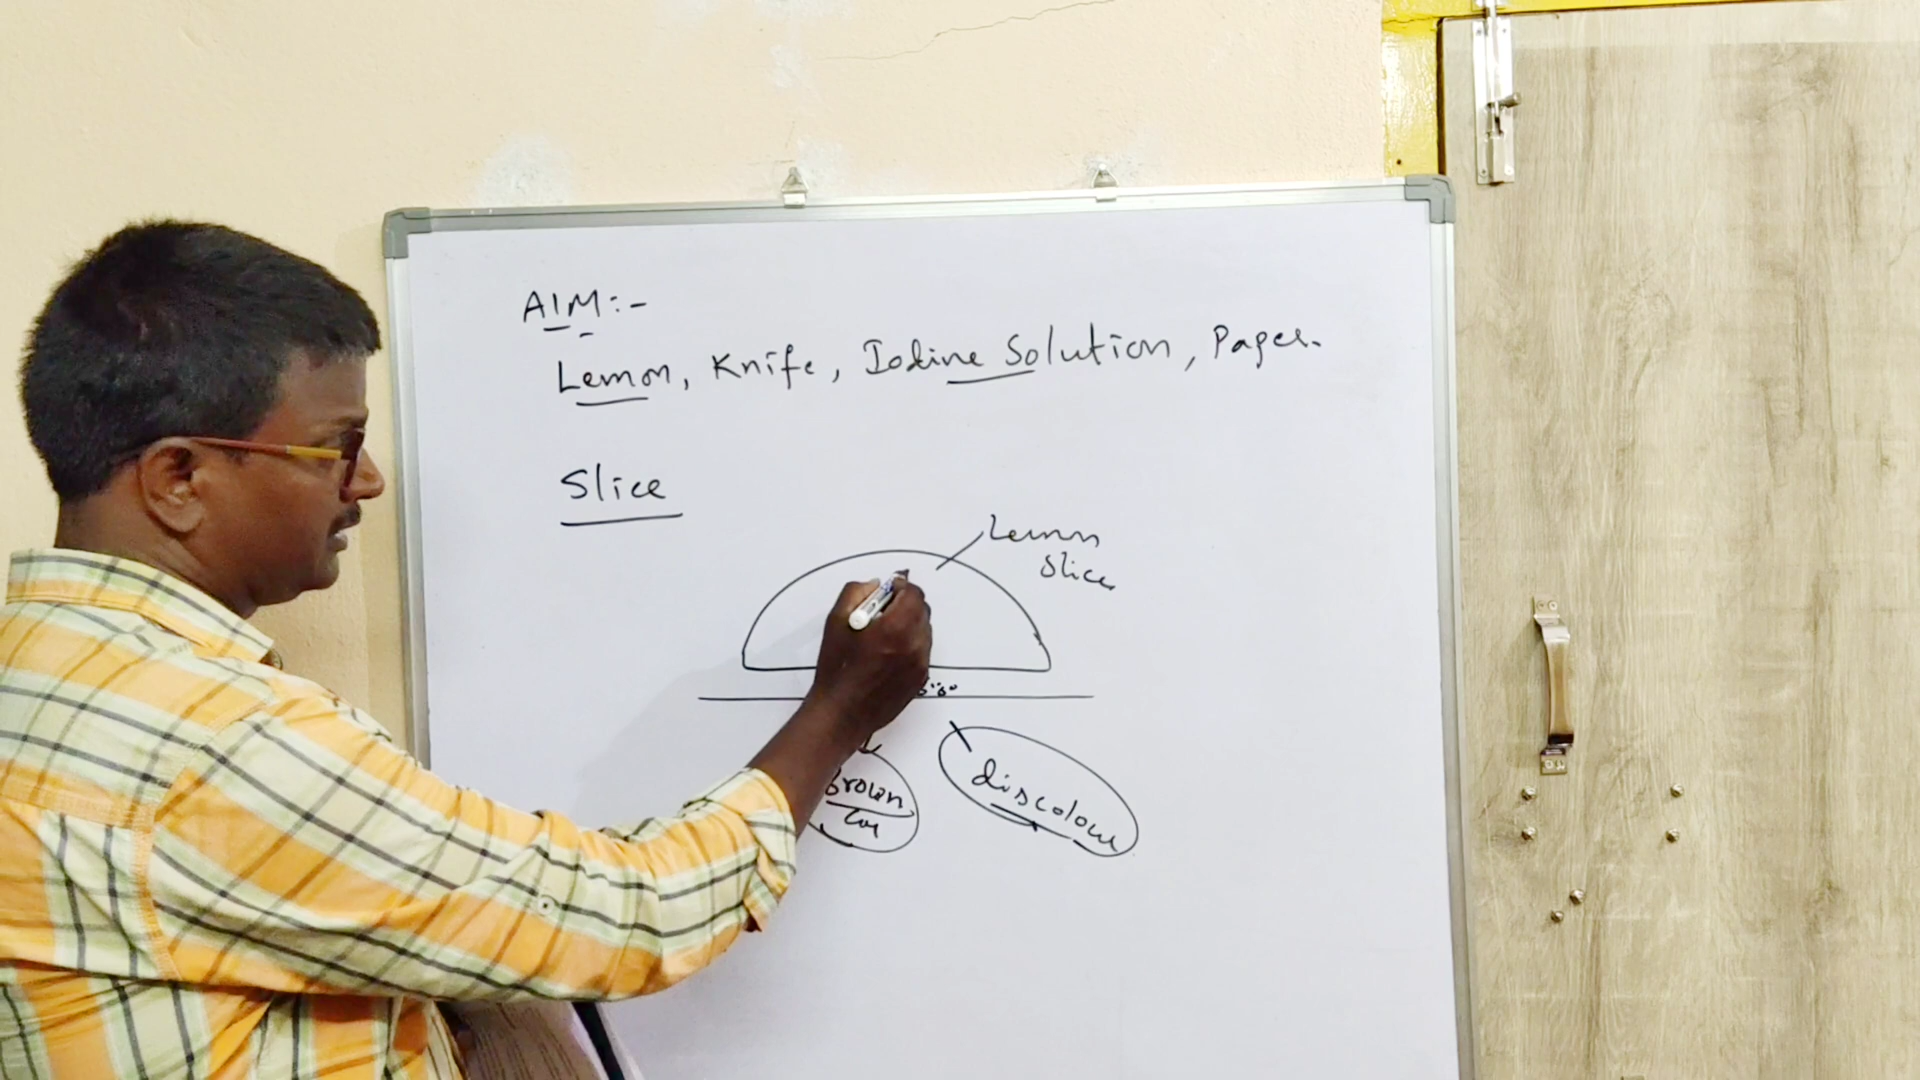 AIM:-
Lemon, Knife, Iodine Solution, Paper.
Slice
Lemon
Slice
Brown
discolour